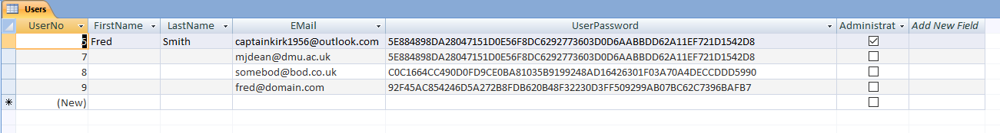 Users
UserNo FirstName LastName EMail UserPassword Administrat Add New Field
5 Fred Smith captainkirk1956@outlook.com 5E884898DA28047151D0E56F8DC6292773603D0D6AABBDD62A11EF721D1542D8
7 mjdean@dmu.ac.uk 5E884898DA28047151D0E56F8DC6292773603D0D6AABBDD62A11EF721D1542D8
8 somebod@bod.co.uk C0C1664CC490D0FD9CE0BA81035B9199248AD16426301F03A70A4DECCDDD5990
9 fred@domain.com 92F45AC854246D5A272B8FDB620B48F32230D3FF509299AB07BC62C7396BAFB7
(New)